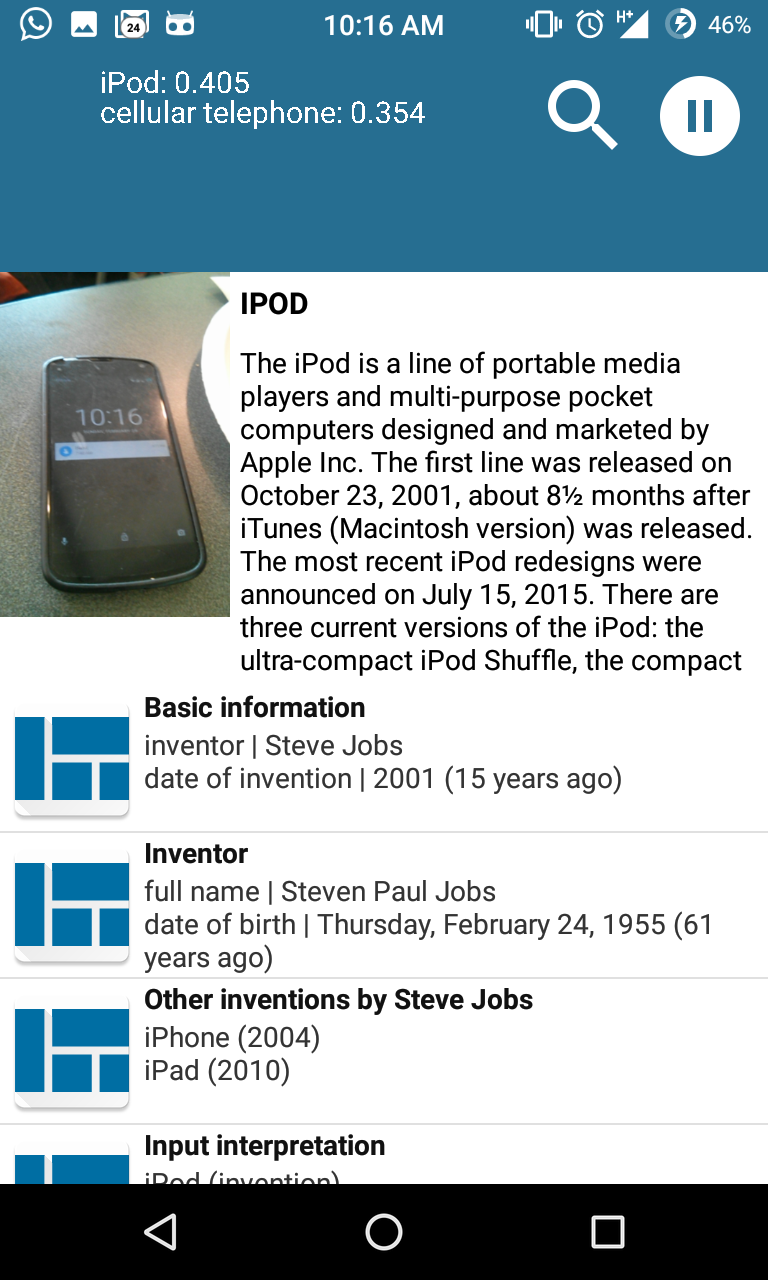 24
10:16 AM
H+
46%
iPod: 0.405
cellular telephone: 0.354
10:16
IPOD
The iPod is a line of portable media
players and multi-purpose pocket
computers designed and marketed by
Apple Inc. The first line was released on
October 23, 2001, about 8½ months after
iTunes (Macintosh version) was released.
The most recent iPod redesigns were
announced on July 15, 2015. There are
three current versions of the iPod: the
ultra-compact iPod Shuffle, the compact
Basic information
inventor | Steve Jobs
date of invention | 2001 (15 years ago)
Inventor
full name | Steven Paul Jobs
date of birth | Thursday, February 24, 1955 (61
years ago)
Other inventions by Steve Jobs
iPhone (2004)
iPad (2010)
Input interpretation
iPod (invention)